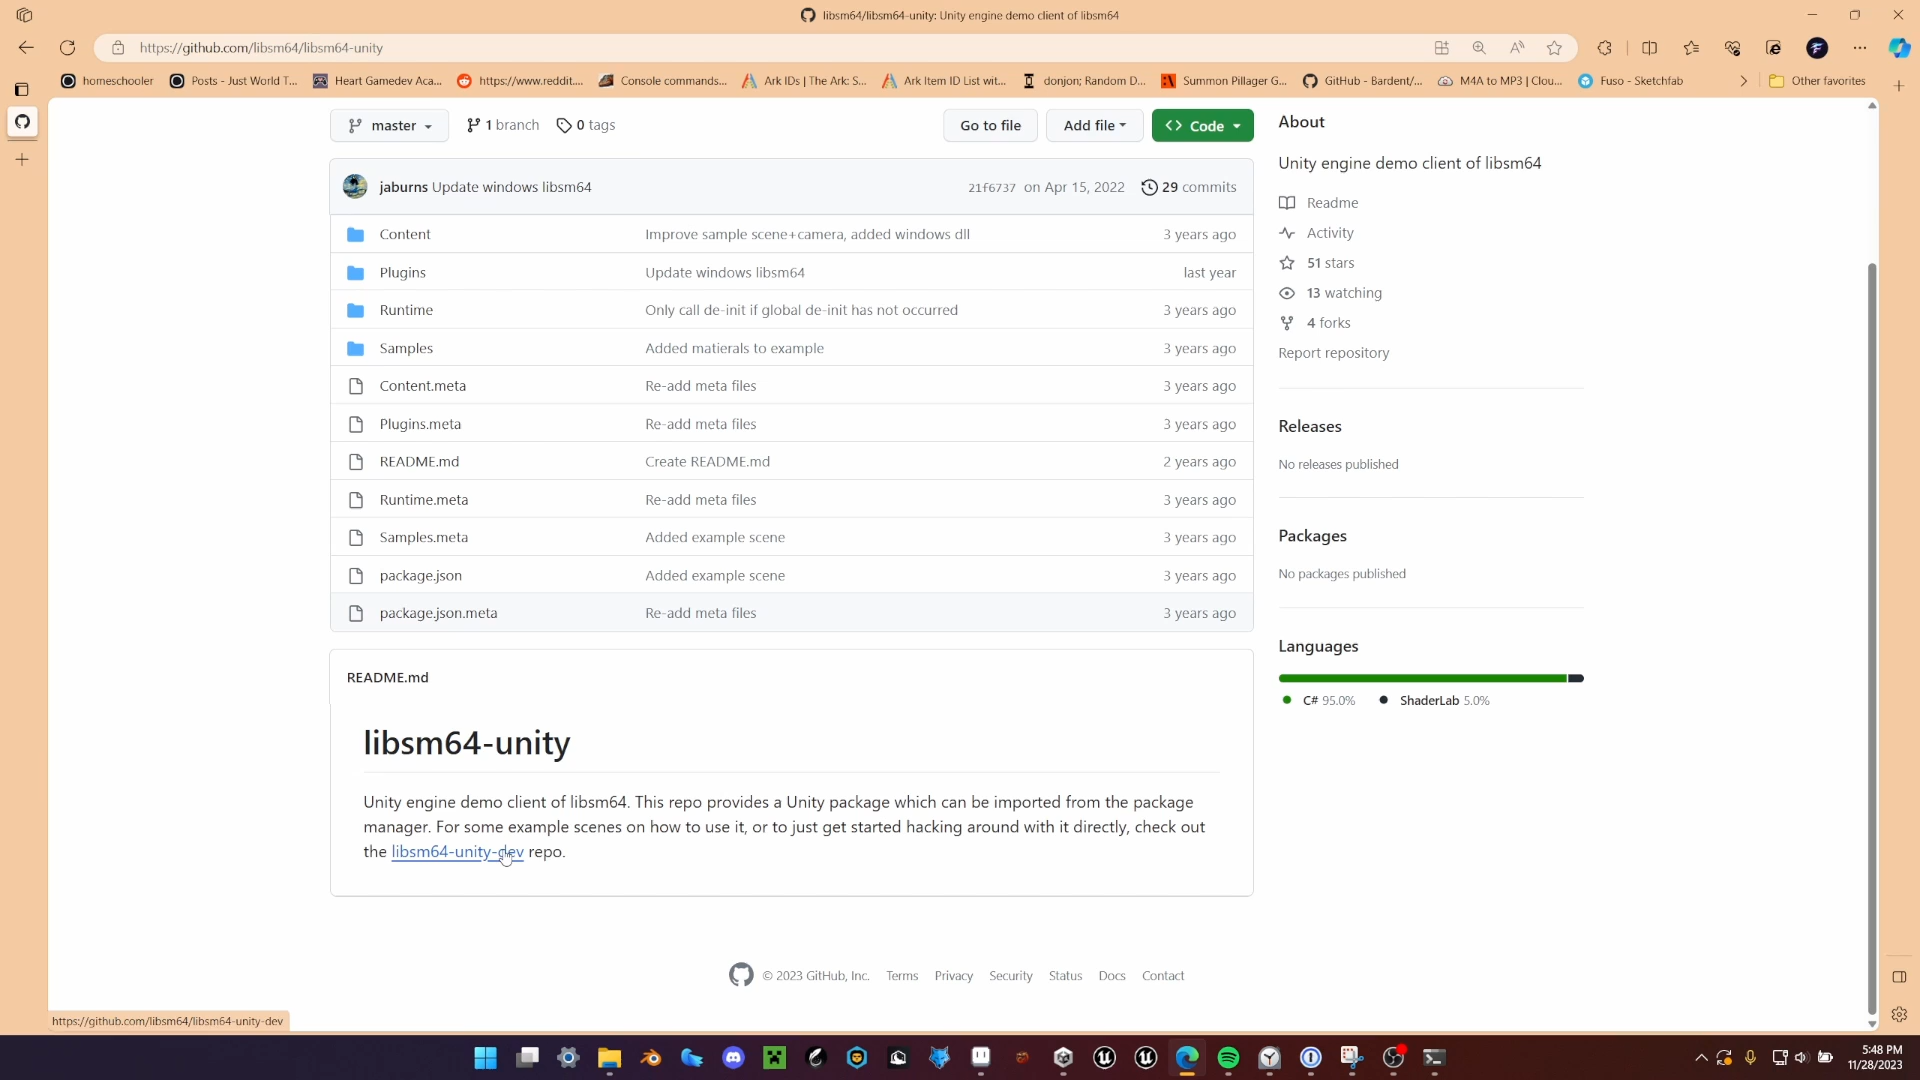 libsm64/libsm64-unity: Unity engine demo client of libsm64
https://github.com/libsm64/libsm64-unity
homeschooler
Posts - Just World T...
Heart Gamedev Aca...
https://www.reddit....
Console commands...
Ark IDs | The Ark: S...
Ark Item ID List wit...
donjon; Random D...
Summon Pillager G...
GitHub - Bardent/...
M4A to MP3 | Clou...
Fuso - Sketchfab
Other favorites
master
1 branch
0 tags
Go to file
Add file
Code
jaburns Update windows libsm64
21f6737 on Apr 15, 2022
29 commits
Content Improve sample scene+camera, added windows dll 3 years ago
Plugins Update windows libsm64 last year
Runtime Only call de-init if global de-init has not occurred 3 years ago
Samples Added matierals to example 3 years ago
Content.meta Re-add meta files 3 years ago
Plugins.meta Re-add meta files 3 years ago
README.md Create README.md 2 years ago
Runtime.meta Re-add meta files 3 years ago
Samples.meta Added example scene 3 years ago
package.json Added example scene 3 years ago
package.json.meta Re-add meta files 3 years ago
README.md
libsm64-unity
Unity engine demo client of libsm64. This repo provides a Unity package which can be imported from the package
manager. For some example scenes on how to use it, or to just get started hacking around with it directly, check out
the libsm64-unity-dev repo.
About
Unity engine demo client of libsm64
Readme
Activity
51 stars
13 watching
4 forks
Report repository
Releases
No releases published
Packages
No packages published
Languages
C# 95.0%
ShaderLab 5.0%
© 2023 GitHub, Inc.
Terms
Privacy
Security
Status
Docs
Contact
https://github.com/libsm64/libsm64-unity-dev
5:48 PM
11/28/2023